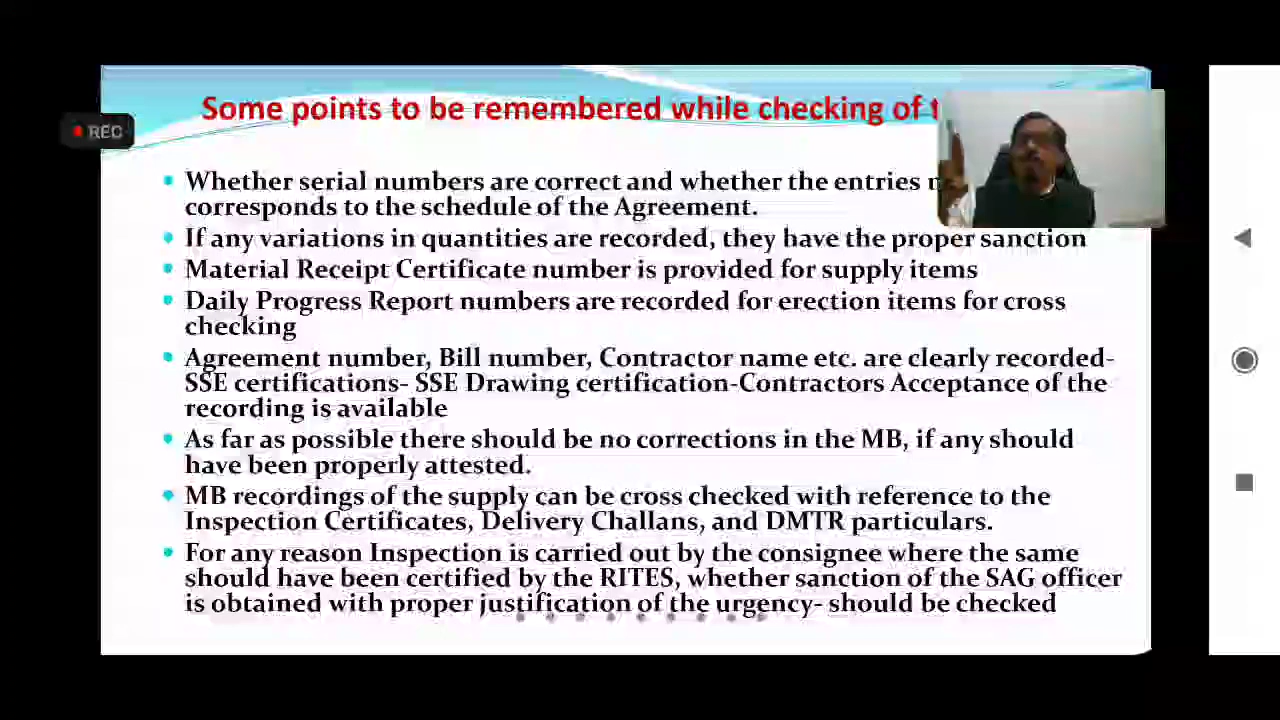 Some points to be remembered while checking of
REC
Whether serial numbers are correct and whether the entries
corresponds to the schedule of the Agreement.
If any variations in quantities are recorded, they have the proper sanction
Material Receipt Certificate number is provided for supply items
Daily Progress Report numbers are recorded for erection items for cross
checking
Agreement number, Bill number, Contractor name etc. are clearly recorded-
SSE certifications- SSE Drawing certification-Contractors Acceptance of the
recording is available
As far as possible there should be no corrections in the MB, if any should
have been properly attested.
MB recordings of the supply can be cross checked with reference to the
Inspection Certificates, Delivery Challans, and DMTR particulars.
For any reason Inspection is carried out by the consignee where the same
should have been certified by the RITES, whether sanction of the SAG officer
is obtained with proper justification of the urgency- should be checked